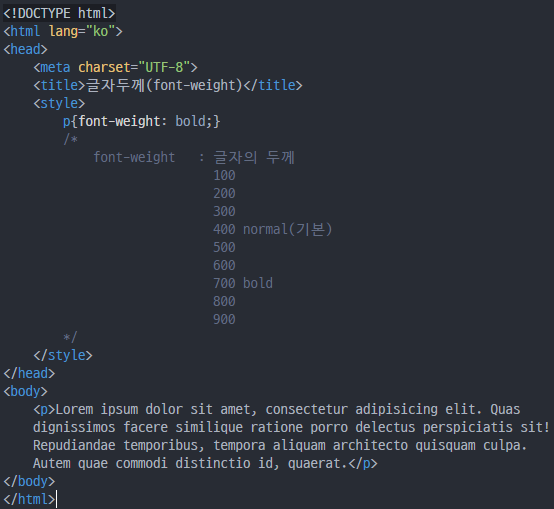 <!DOCTYPE html>
<html lang="ko">
<head>
    <meta charset="UTF-8">
    <title>글자두께(font-weight)</title>
    <style>
        p{font-weight: bold;}
        /*
            font-weight   : 글자의 두께
                            100
                            200
                            300
                            400 normal(기본)
                            500
                            600
                            700 bold
                            800
                            900
        */
    </style>
</head>
<body>
    <p>Lorem ipsum dolor sit amet, consectetur adipisicing elit. Quas
    dignissimos facere similique ratione porro delectus perspiciatis sit!
    Repudiandae temporibus, tempora aliquam architecto quisquam culpa.
    Autem quae commodi distinctio id, quaerat.</p>
</body>
</html>